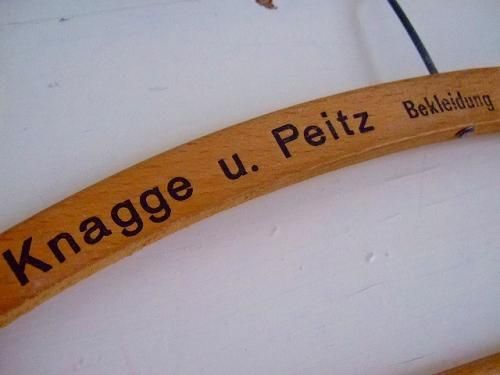 Knagge u. Peitz Bekleidung